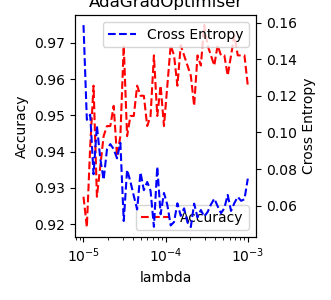 AdaGradOptimiser
Cross Entropy
Accuracy
0.97
0.96
0.95
0.94
0.93
0.92
Accuracy
0.16
0.14
0.12
0.10
0.08
0.06
Cross Entropy
10⁻⁵
10⁻⁴
10⁻³
lambda